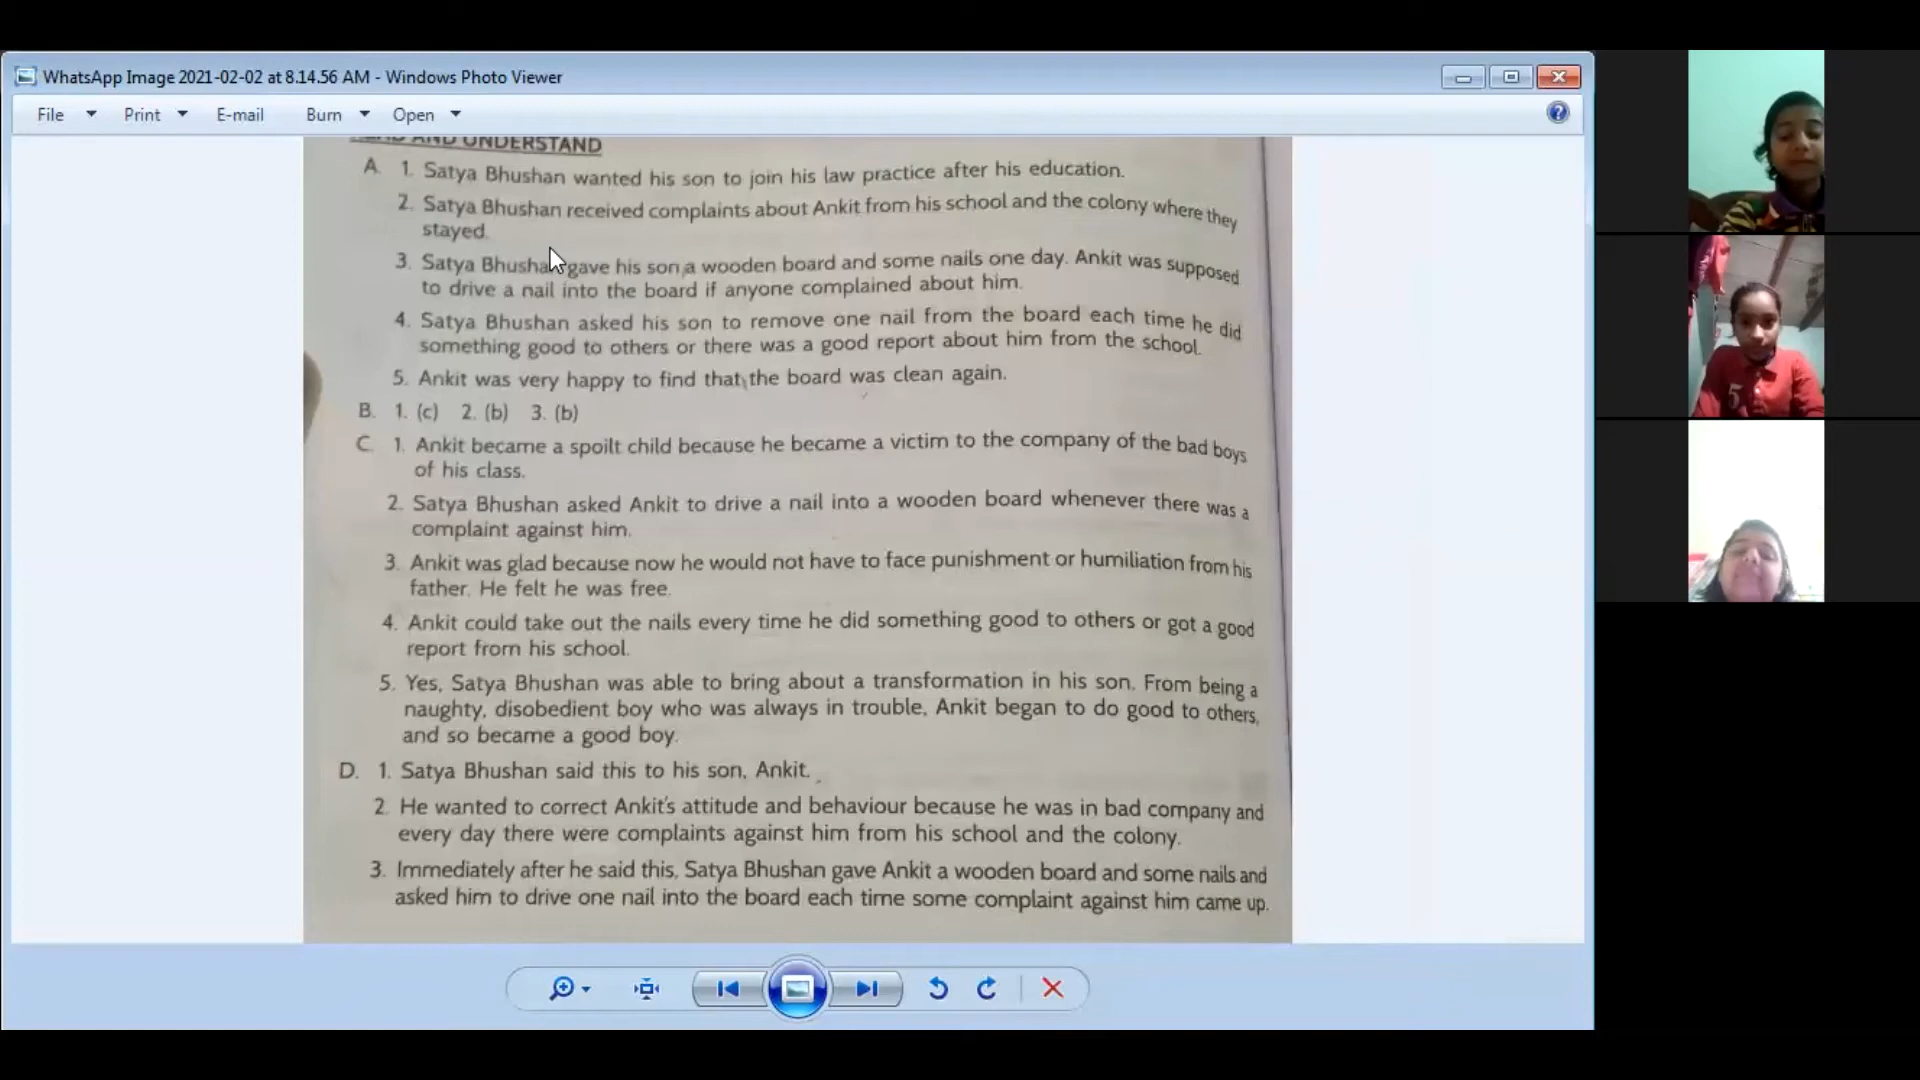 WhatsApp Image 2021-02-02 at 8.14.56 AM - Windows Photo Viewer
File Print E-mail Burn Open
AND UNDERSTAND
A. 1. Satya Bhushan wanted his son to join his law practice after his education.
2. Satya Bhushan received complaints about Ankit from his school and the colony where they
stayed.
3. Satya Bhushan gave his son a wooden board and some nails one day. Ankit was supposed
to drive a nail into the board if anyone complained about him.
4. Satya Bhushan asked his son to remove one nail from the board each time he did
something good to others or there was a good report about him from the school.
5. Ankit was very happy to find that the board was clean again.
B. 1. (c) 2. (b) 3. (b)
C. 1. Ankit became a spoilt child because he became a victim to the company of the bad boys
of his class.
2. Satya Bhushan asked Ankit to drive a nail into a wooden board whenever there was a
complaint against him.
3. Ankit was glad because now he would not have to face punishment or humiliation from his
father. He felt he was free.
4. Ankit could take out the nails every time he did something good to others or got a good
report from his school.
5. Yes, Satya Bhushan was able to bring about a transformation in his son. From being a
naughty, disobedient boy who was always in trouble, Ankit began to do good to others,
and so became a good boy.
D. 1. Satya Bhushan said this to his son, Ankit.
2. He wanted to correct Ankit's attitude and behaviour because he was in bad company and
every day there were complaints against him from his school and the colony.
3. Immediately after he said this, Satya Bhushan gave Ankit a wooden board and some nails and
asked him to drive one nail into the board each time some complaint against him came up.
5